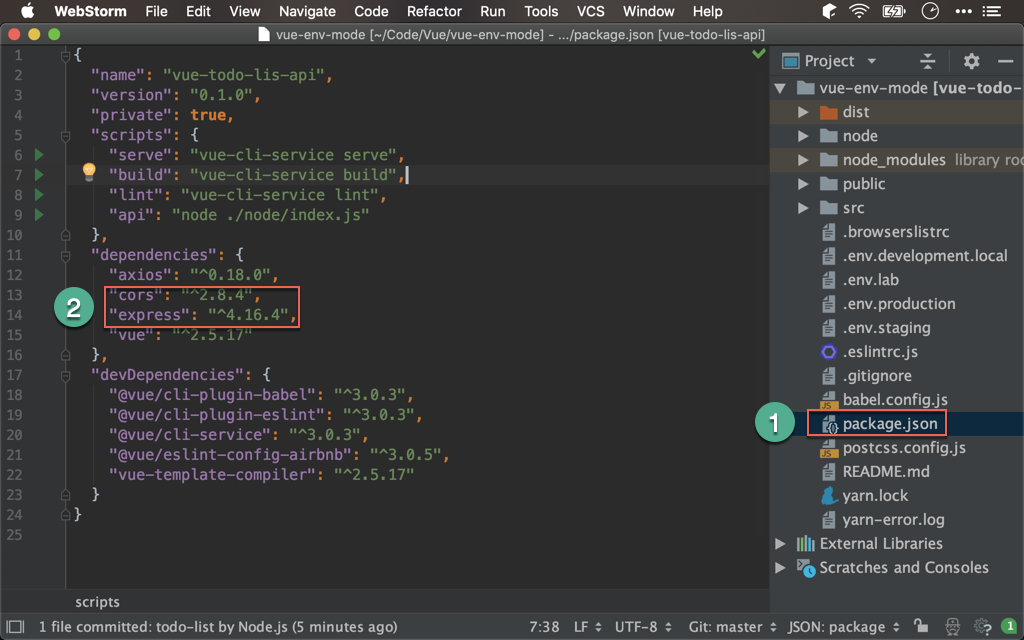 WebStorm File Edit View Navigate Code Refactor Run Tools VCS Window Help
vue-env-mode [~/Code/Vue/vue-env-mode] - .../package.json [vue-todo-lis-api]
1 {
2 "name": "vue-todo-lis-api",
3 "version": "0.1.0",
4 "private": true,
5 "scripts": {
6 "serve": "vue-cli-service serve",
7 "build": "vue-cli-service build",
8 "lint": "vue-cli-service lint",
9 "api": "node ./node/index.js"
10 },
11 "dependencies": {
12 "axios": "^0.18.0",
13 "cors": "^2.8.4",
14 "express": "^4.16.4",
15 "vue": "^2.5.17"
16 },
17 "devDependencies": {
18 "@vue/cli-plugin-babel": "^3.0.3",
19 "@vue/cli-plugin-eslint": "^3.0.3",
20 "@vue/cli-service": "^3.0.3",
21 "@vue/eslint-config-airbnb": "^3.0.5",
22 "vue-template-compiler": "^2.5.17"
23 }
24 }
25
2
scripts
Project
vue-env-mode [vue-todo-
dist
node
node_modules library roo
public
src
.browserslistrc
.env.development.local
.env.lab
.env.production
.env.staging
.eslintrc.js
.gitignore
babel.config.js
1
package.json
postcss.config.js
README.md
yarn.lock
yarn-error.log
External Libraries
Scratches and Consoles
1 file committed: todo-list by Node.js (5 minutes ago) 7:38 LF UTF-8 Git: master JSON: package 1